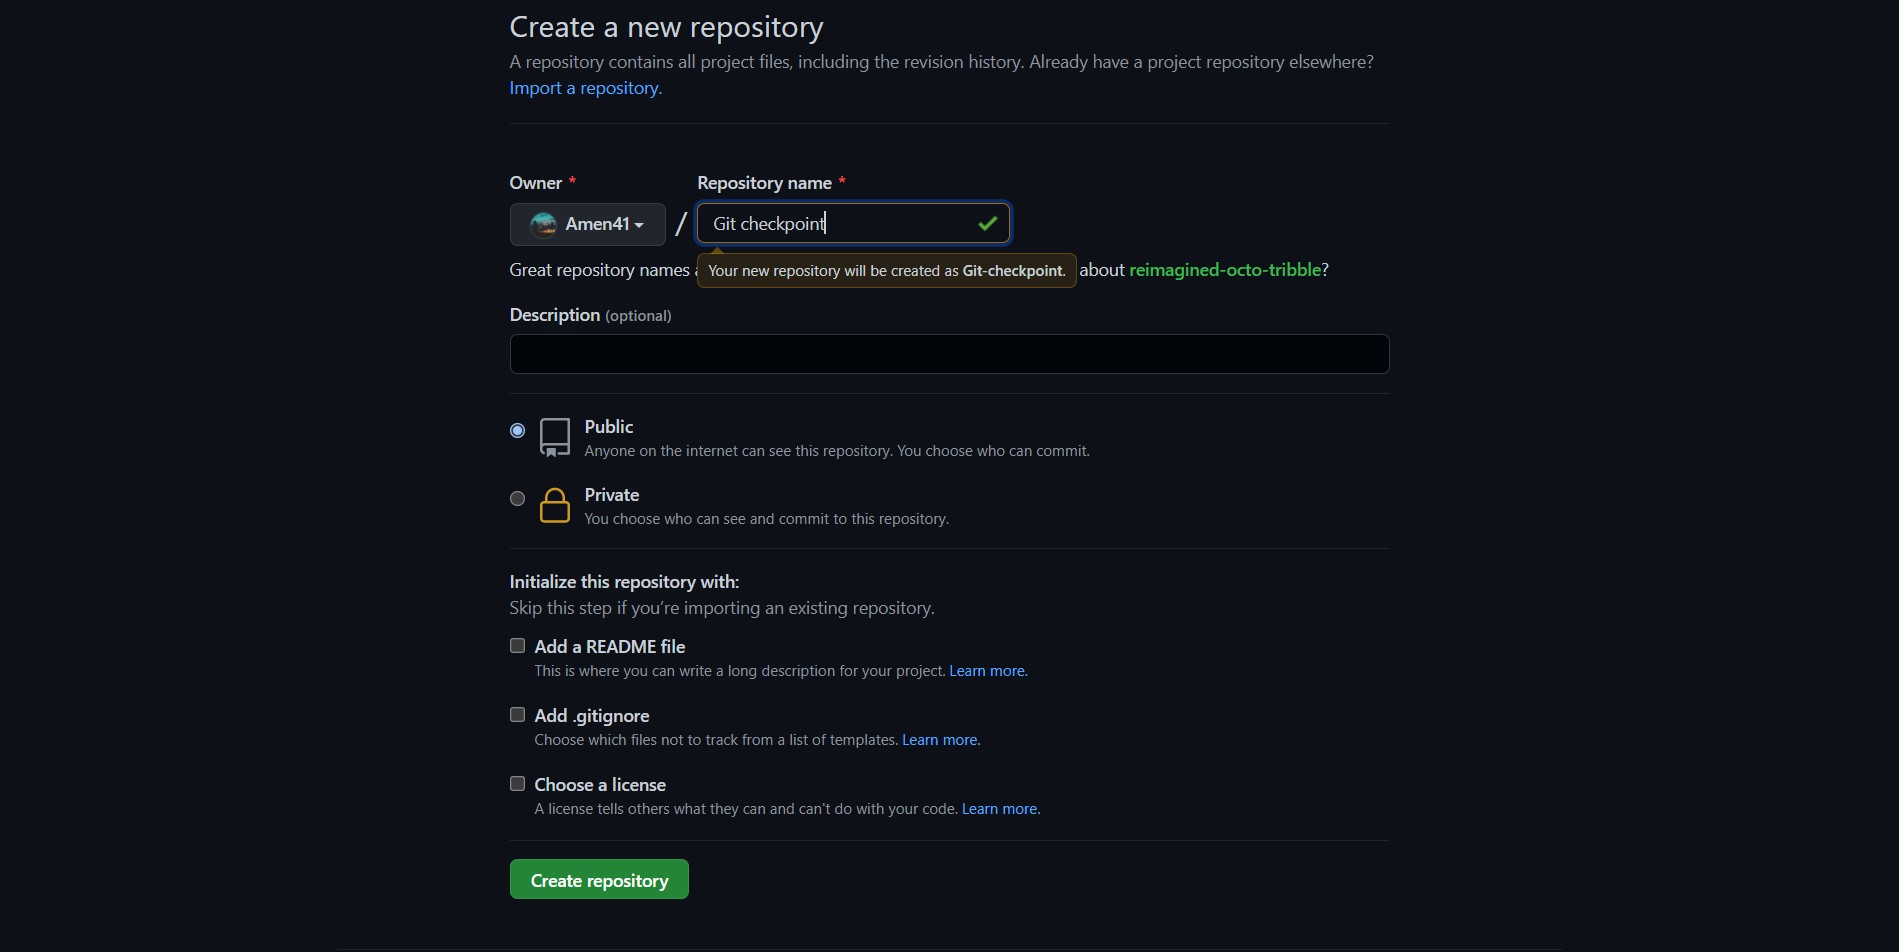 Create a new repository
A repository contains all project files, including the revision history. Already have a project repository elsewhere?
Import a repository.
Owner * Repository name *
Amen41 / Git checkpoint
Great repository names Your new repository will be created as Git-checkpoint. about reimagined-octo-tribble?
Description (optional)
Public
Anyone on the internet can see this repository. You choose who can commit.
Private
You choose who can see and commit to this repository.
Initialize this repository with:
Skip this step if you’re importing an existing repository.
Add a README file
This is where you can write a long description for your project. Learn more.
Add .gitignore
Choose which files not to track from a list of templates. Learn more.
Choose a license
A license tells others what they can and can't do with your code. Learn more.
Create repository